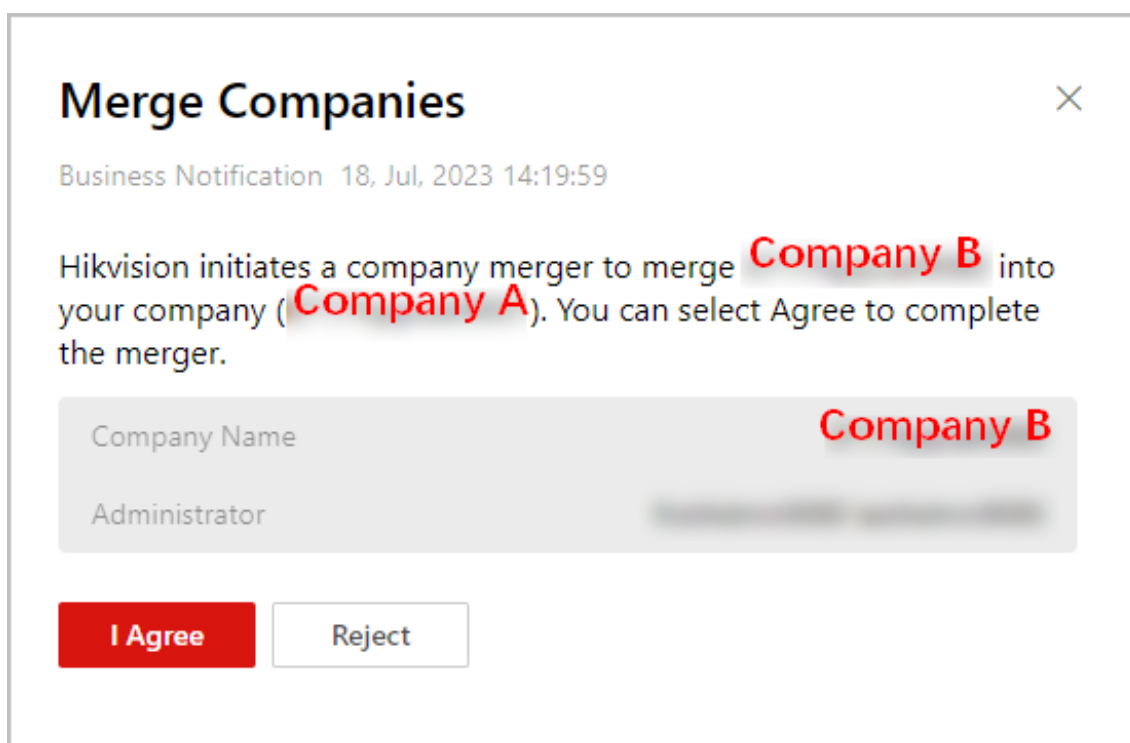 Merge Companies
Business Notification 18, Jul, 2023 14:19:59
Hikvision initiates a company merger to merge Company B into
your company (Company A). You can select Agree to complete
the merger.
Company Name Company B
Administrator
I Agree Reject